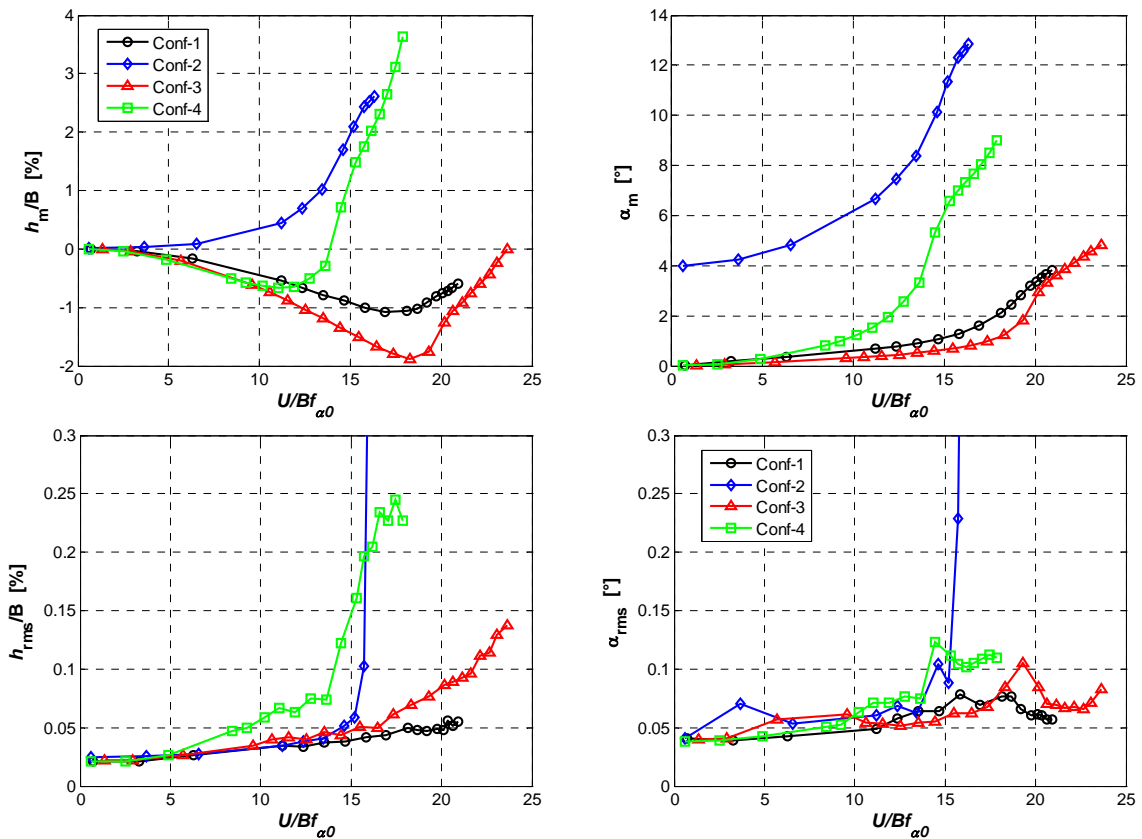 4
3
2
1
0
-1
-2
h_m/B [%]
Conf-1
Conf-2
Conf-3
Conf-4
0 5 10 15 20 25
U/Bf_α0
14
12
10
8
6
4
2
0
α_m [°]
0 5 10 15 20 25
U/Bf_α0
0.3
0.25
0.2
0.15
0.1
0.05
0
h_rms/B [%]
0 5 10 15 20 25
U/Bf_α0
0.3
0.25
0.2
0.15
0.1
0.05
0
α_rms [°]
Conf-1
Conf-2
Conf-3
Conf-4
0 5 10 15 20 25
U/Bf_α0